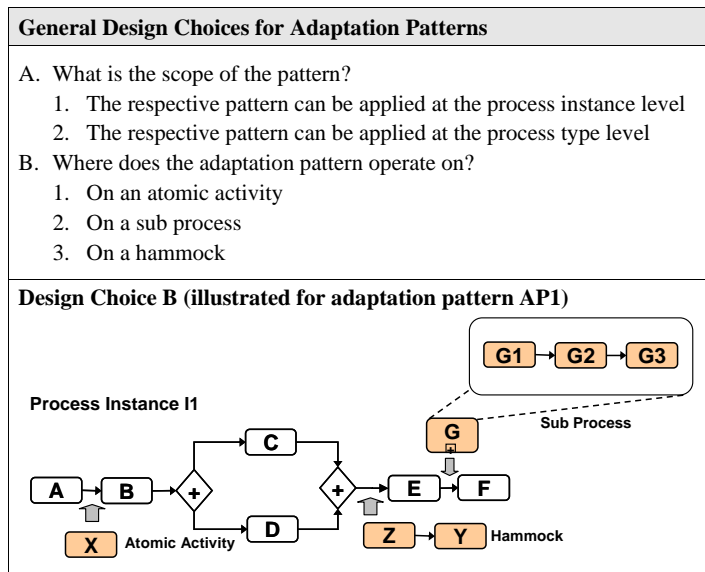 General Design Choices for Adaptation Patterns
A. What is the scope of the pattern?
1. The respective pattern can be applied at the process instance level
2. The respective pattern can be applied at the process type level
B. Where does the adaptation pattern operate on?
1. On an atomic activity
2. On a sub process
3. On a hammock
Design Choice B (illustrated for adaptation pattern AP1)
G1 G2 G3
Process Instance I1
Sub Process
G
+
C
A B + + E F
D
X Atomic Activity
Z Y Hammock